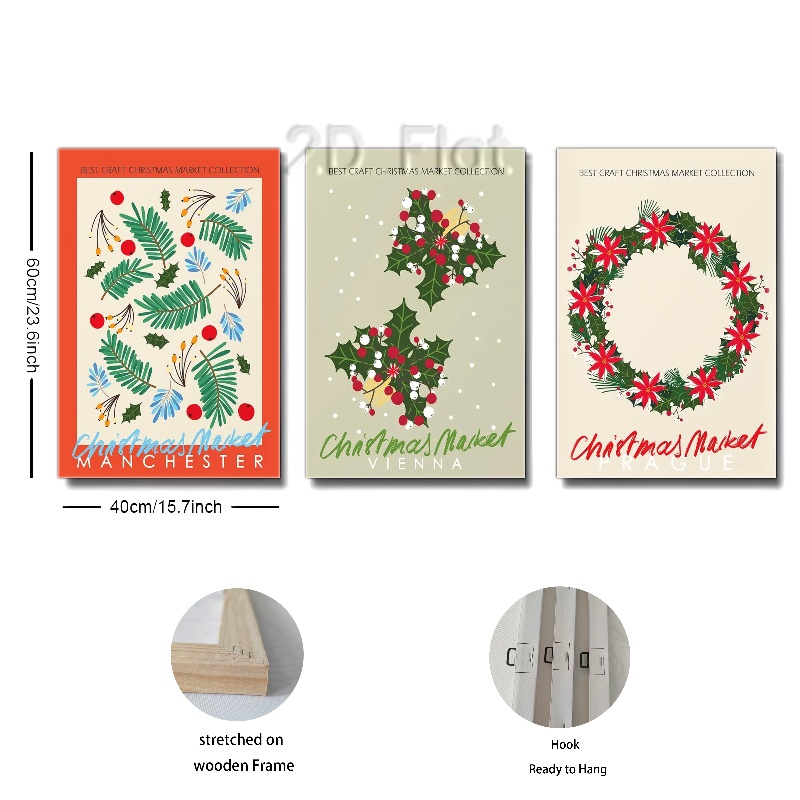 2D Flat
BEST CRAFT CHRISTMAS MARKET COLLECTION
Christmas Market
MANCHESTER
BEST CRAFT CHRISTMAS MARKET COLLECTION
Christmas Market
VIENNA
BEST CRAFT CHRISTMAS MARKET COLLECTION
Christmas Market
PRAGUE
60cm/23.6inch
40cm/15.7inch
stretched on
wooden Frame
Hook
Ready to Hang